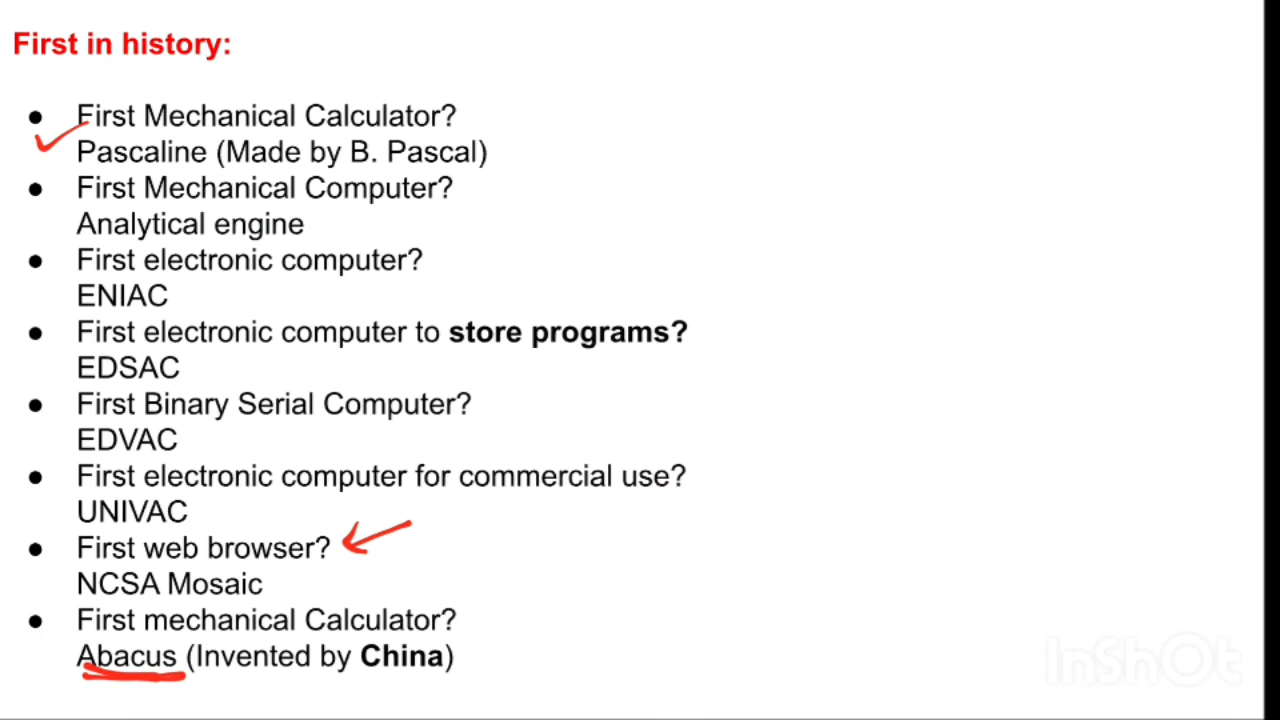 First in history:
● First Mechanical Calculator?
Pascaline (Made by B. Pascal)
● First Mechanical Computer?
Analytical engine
● First electronic computer?
ENIAC
● First electronic computer to store programs?
EDSAC
● First Binary Serial Computer?
EDVAC
● First electronic computer for commercial use?
UNIVAC
● First web browser?
NCSA Mosaic
● First mechanical Calculator?
Abacus (Invented by China)
InShOt